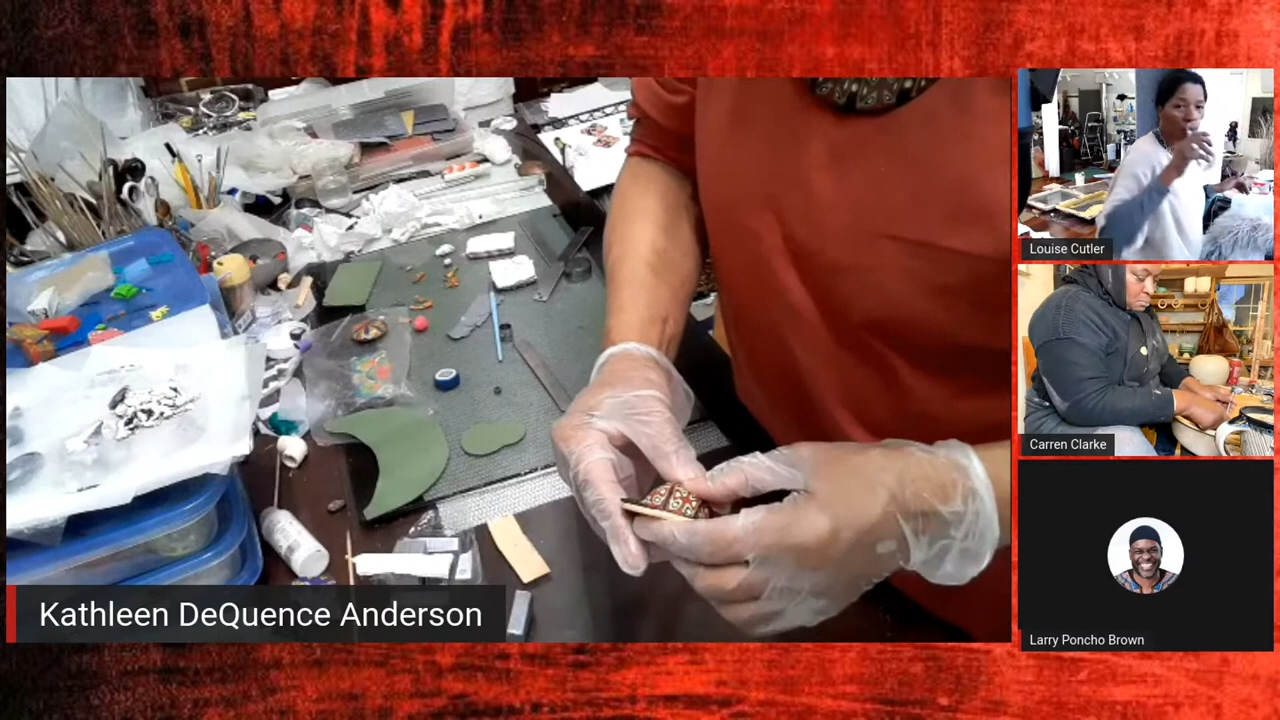 Louise Cutler
Carren Clarke
Kathleen DeQuence Anderson
Larry Poncho Brown